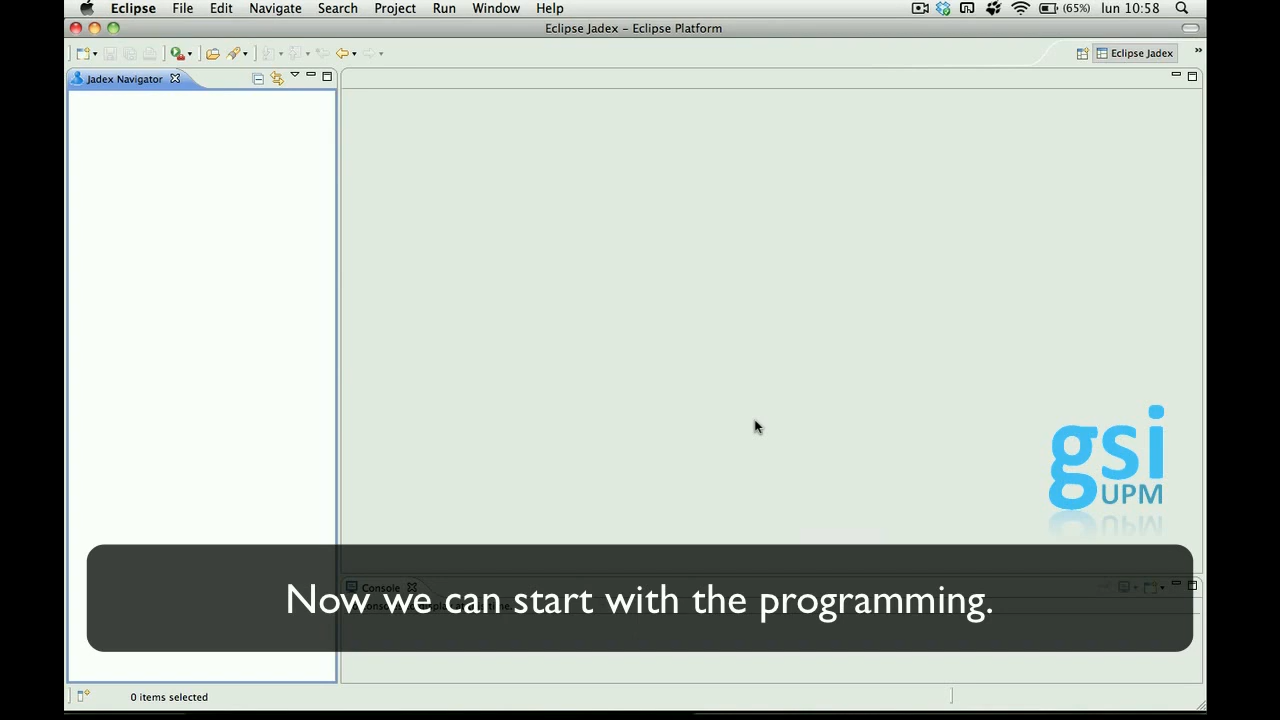 Eclipse File Edit Navigate Search Project Run Window Help (65%) lun 10:58
Eclipse Jadex - Eclipse Platform
Eclipse Jadex
Jadex Navigator
gsi
UPM
Console
Now we can start with the programming.
0 items selected